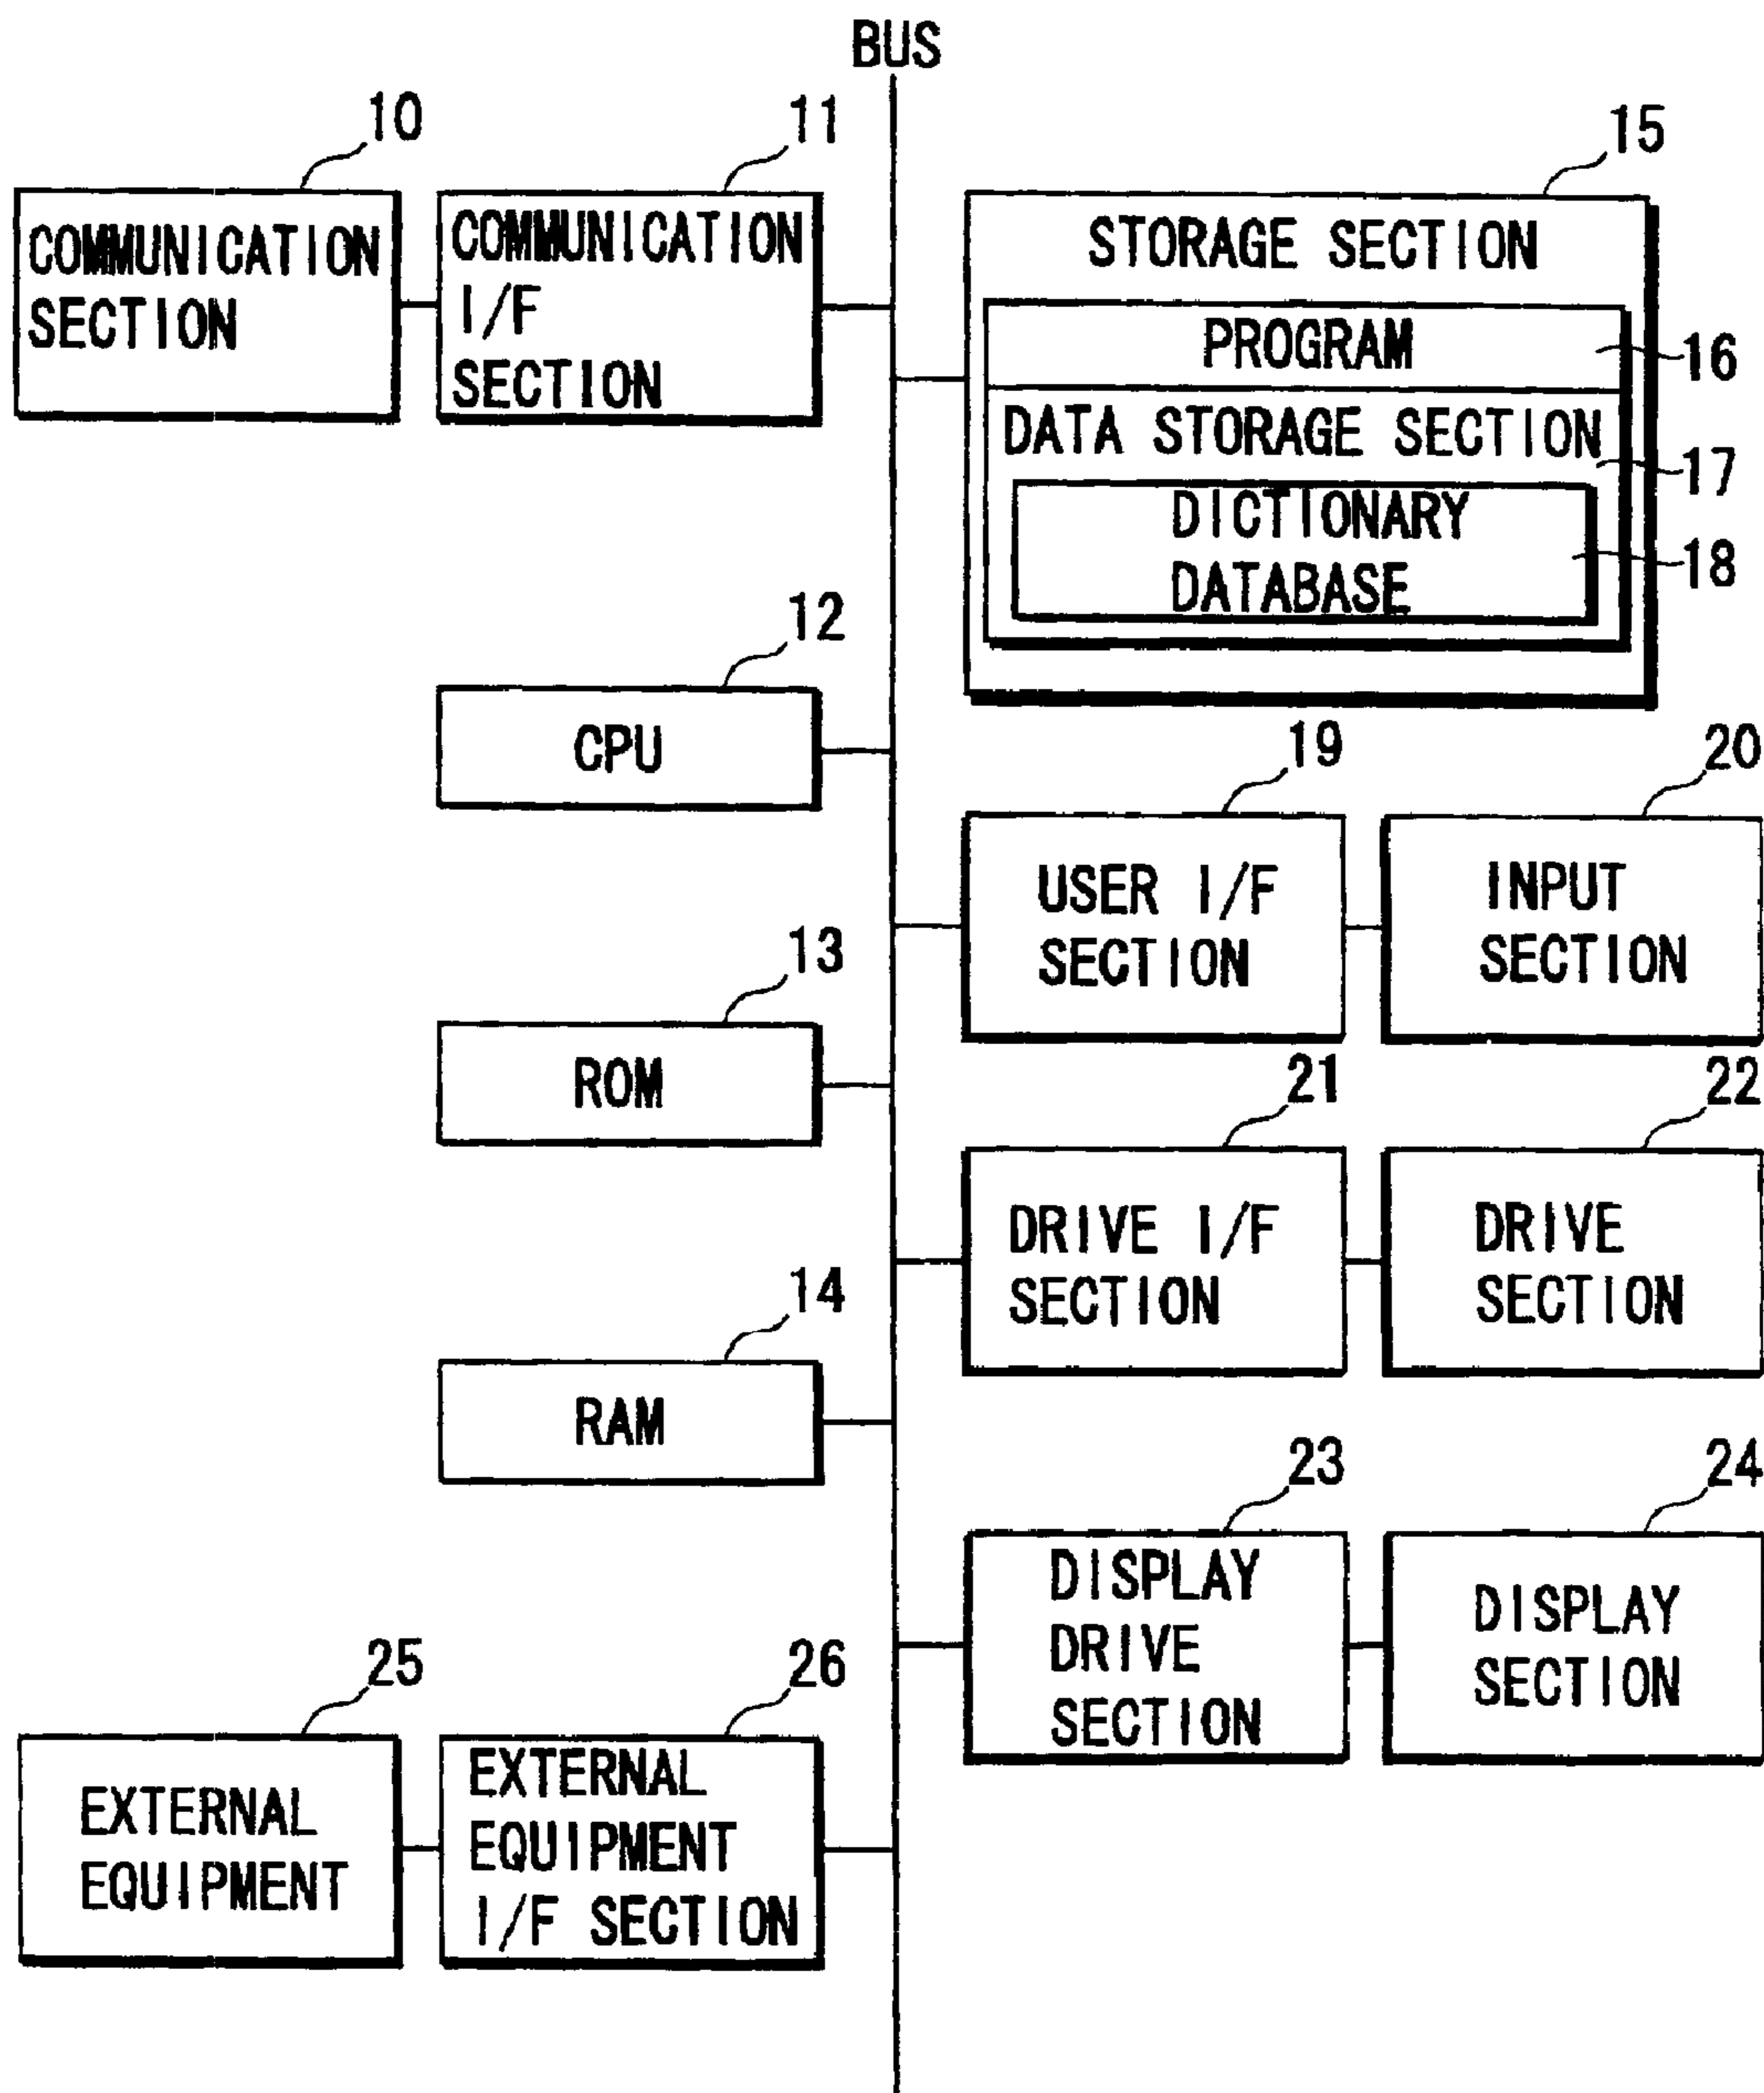 BUS
10
11
15
COMMUNICATION
SECTION
COMMUNICATION
I/F
SECTION
STORAGE SECTION
PROGRAM
16
DATA STORAGE SECTION
17
DICTIONARY
DATABASE
18
12
CPU
19
20
USER I/F
SECTION
INPUT
SECTION
13
ROM
21
22
DRIVE I/F
SECTION
DRIVE
SECTION
14
RAM
23
24
DISPLAY
DRIVE
SECTION
DISPLAY
SECTION
25
26
EXTERNAL
EQUIPMENT
EXTERNAL
EQUIPMENT
I/F SECTION